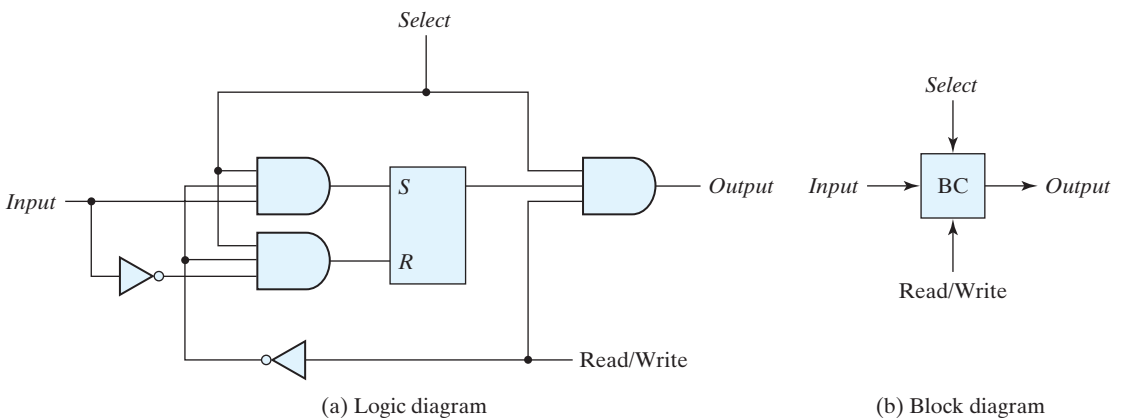 Select
Input
S
R
Output
Read/Write
(a) Logic diagram
Select
Input
BC
Output
Read/Write
(b) Block diagram